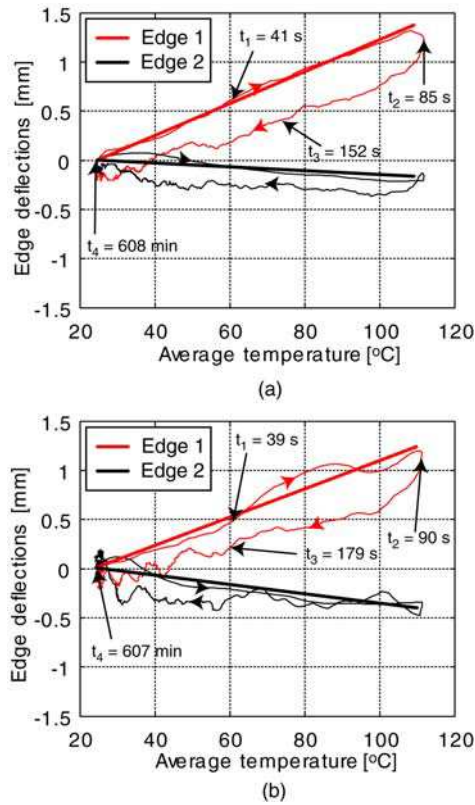 1.5
Edge 1
Edge 2
t1 = 41 s
1
0.5
t2 = 85 s
t3 = 152 s
0
-0.5
t4 = 608 min
-1
-1.5
20 40 60 80 100 120
Edge deflections [mm]
Average temperature [oC]
(a)
1.5
Edge 1
Edge 2
t1 = 39 s
1
0.5
t2 = 90 s
t3 = 179 s
0
-0.5
t4 = 607 min
-1
-1.5
20 40 60 80 100 120
Edge deflections [mm]
Average temperature [oC]
(b)